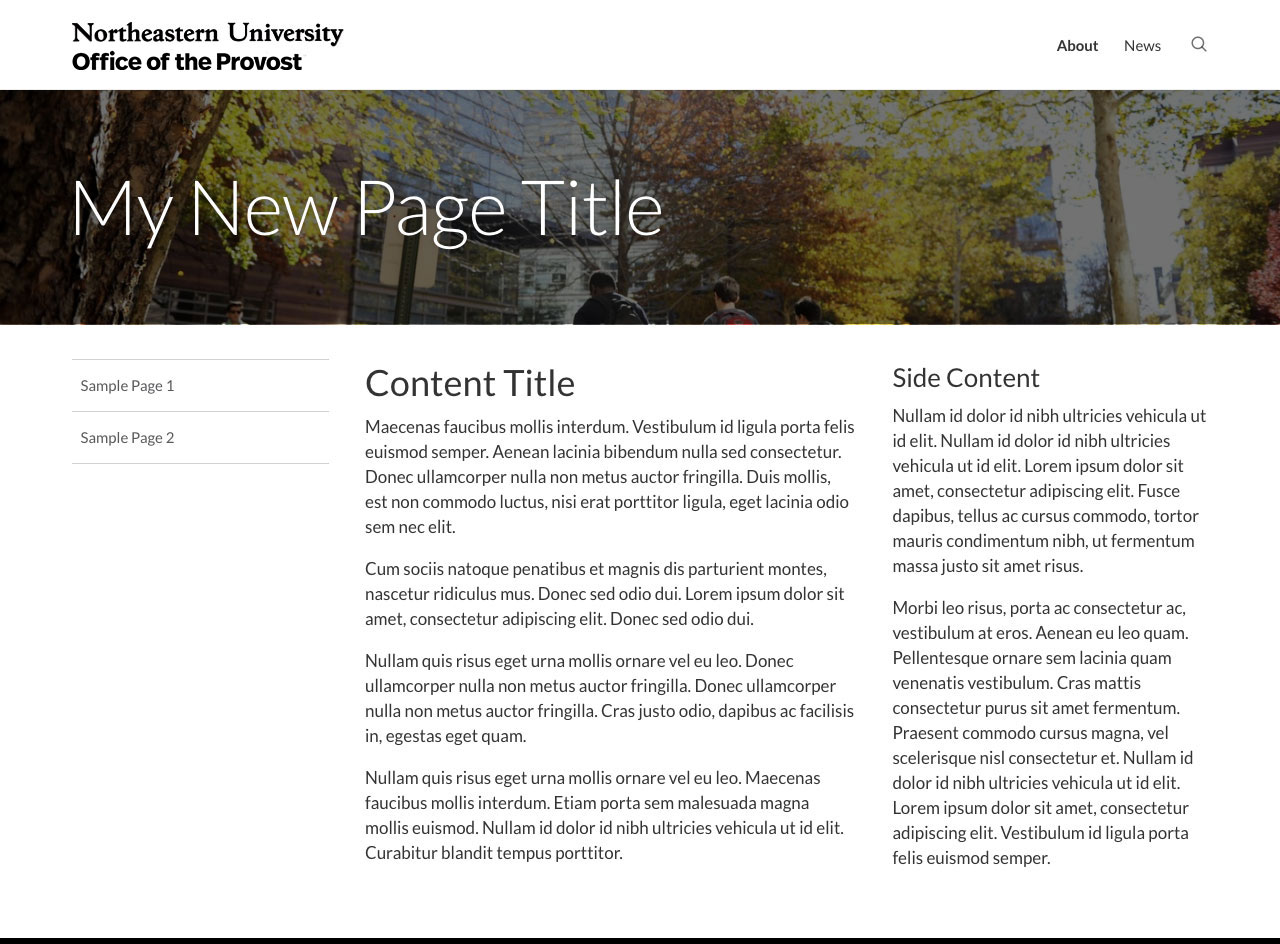 Northeastern University
Office of the Provost
About
News
My New Page Title
Sample Page 1
Sample Page 2
Content Title
Maecenas faucibus mollis interdum. Vestibulum id ligula porta felis
euismod semper. Aenean lacinia bibendum nulla sed consectetur.
Donec ullamcorper nulla non metus auctor fringilla. Duis mollis,
est non commodo luctus, nisi erat porttitor ligula, eget lacinia odio
sem nec elit.
Cum sociis natoque penatibus et magnis dis parturient montes,
nascetur ridiculus mus. Donec sed odio dui. Lorem ipsum dolor sit
amet, consectetur adipiscing elit. Donec sed odio dui.
Nullam quis risus eget urna mollis ornare vel eu leo. Donec
ullamcorper nulla non metus auctor fringilla. Donec ullamcorper
nulla non metus auctor fringilla. Cras justo odio, dapibus ac facilisis
in, egestas eget quam.
Nullam quis risus eget urna mollis ornare vel eu leo. Maecenas
faucibus mollis interdum. Etiam porta sem malesuada magna
mollis euismod. Nullam id dolor id nibh ultricies vehicula ut id elit.
Curabitur blandit tempus porttitor.
Side Content
Nullam id dolor id nibh ultricies vehicula ut
id elit. Nullam id dolor id nibh ultricies
vehicula ut id elit. Lorem ipsum dolor sit
amet, consectetur adipiscing elit. Fusce
dapibus, tellus ac cursus commodo, tortor
mauris condimentum nibh, ut fermentum
massa justo sit amet risus.
Morbi leo risus, porta ac consectetur ac,
vestibulum at eros. Aenean eu leo quam.
Pellentesque ornare sem lacinia quam
venenatis vestibulum. Cras mattis
consectetur purus sit amet fermentum.
Praesent commodo cursus magna, vel
scelerisque nisl consectetur et. Nullam id
dolor id nibh ultricies vehicula ut id elit.
Lorem ipsum dolor sit amet, consectetur
adipiscing elit. Vestibulum id ligula porta
felis euismod semper.